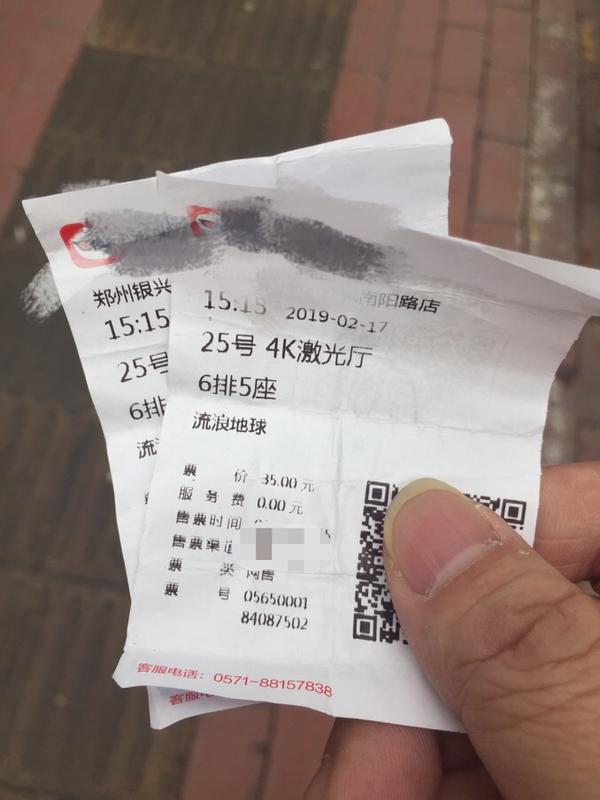 郑州银兴
15:15
25号
6排
流
客服电
南阳路店
15:15 2019-02-17
25号 4K激光厅
6排5座
流浪地球
票 价 35.00 元
服 务 费 0.00 元
售票时间
售票渠道
票 类 网售
票 号 05650001
84087502
客服电话：0571-88157838